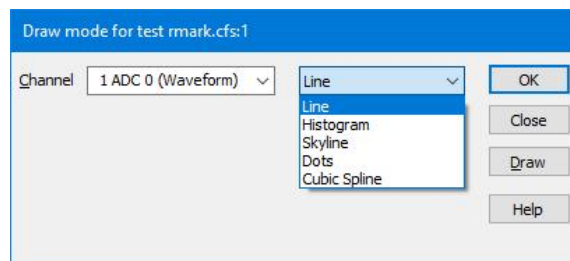 Draw mode for test rmark.cfs:1
Channel 1 ADC 0 (Waveform) Line OK
Line
Histogram
Skyline
Dots
Cubic Spline
Close
Draw
Help